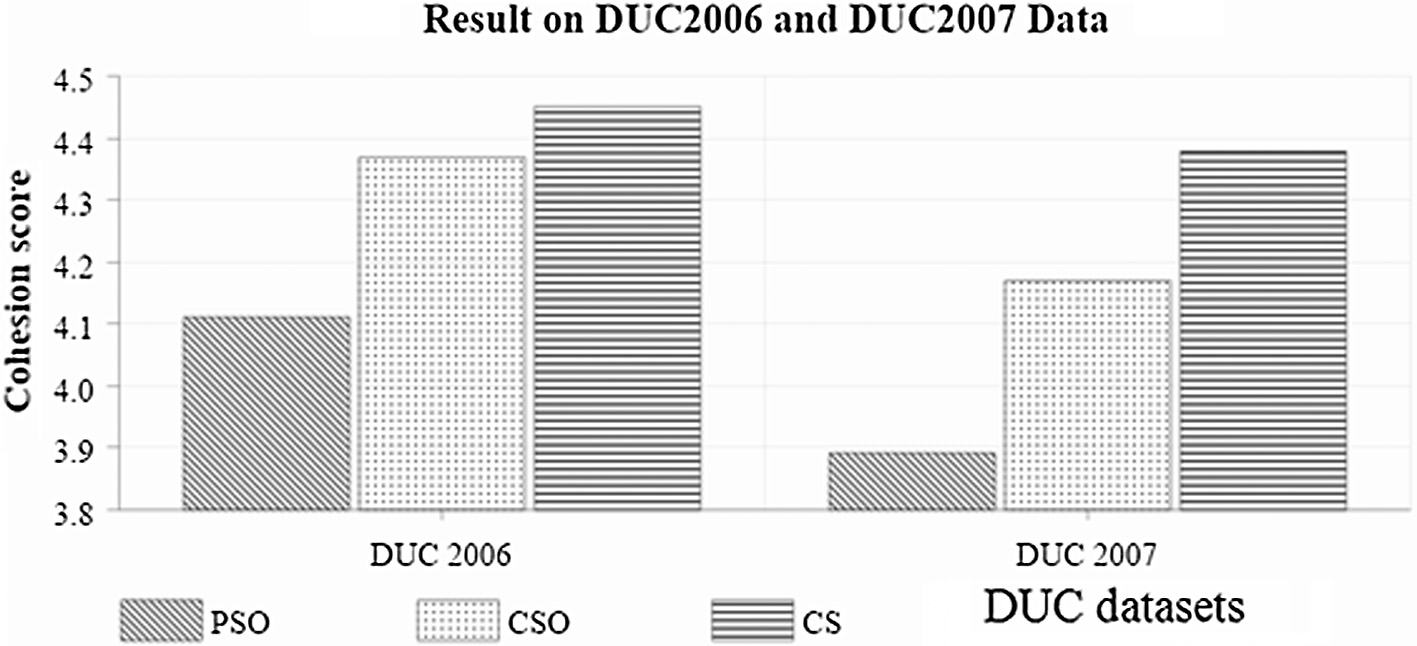 Result on DUC2006 and DUC2007 Data
Cohesion score
4.5
4.4
4.3
4.2
4.1
4.0
3.9
3.8
DUC 2006 DUC 2007
DUC datasets
PSO CSO CS